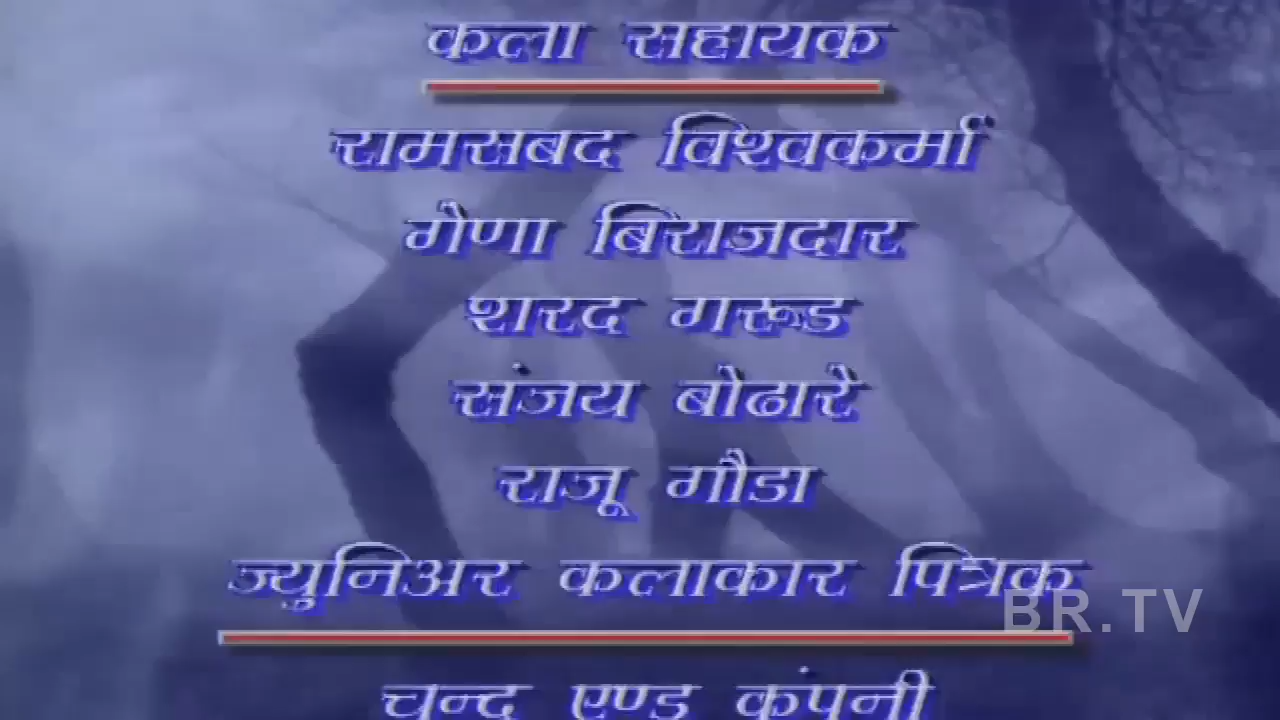 कला सहायक
रामसबद विश्वकर्मा
गेणा बिराजदार
शरद गरूड
संजय बोढारे
राजू गौडा
ज्युनिअर कलाकार पित्रक
BR.TV
चन्द एण्ड कंपनी